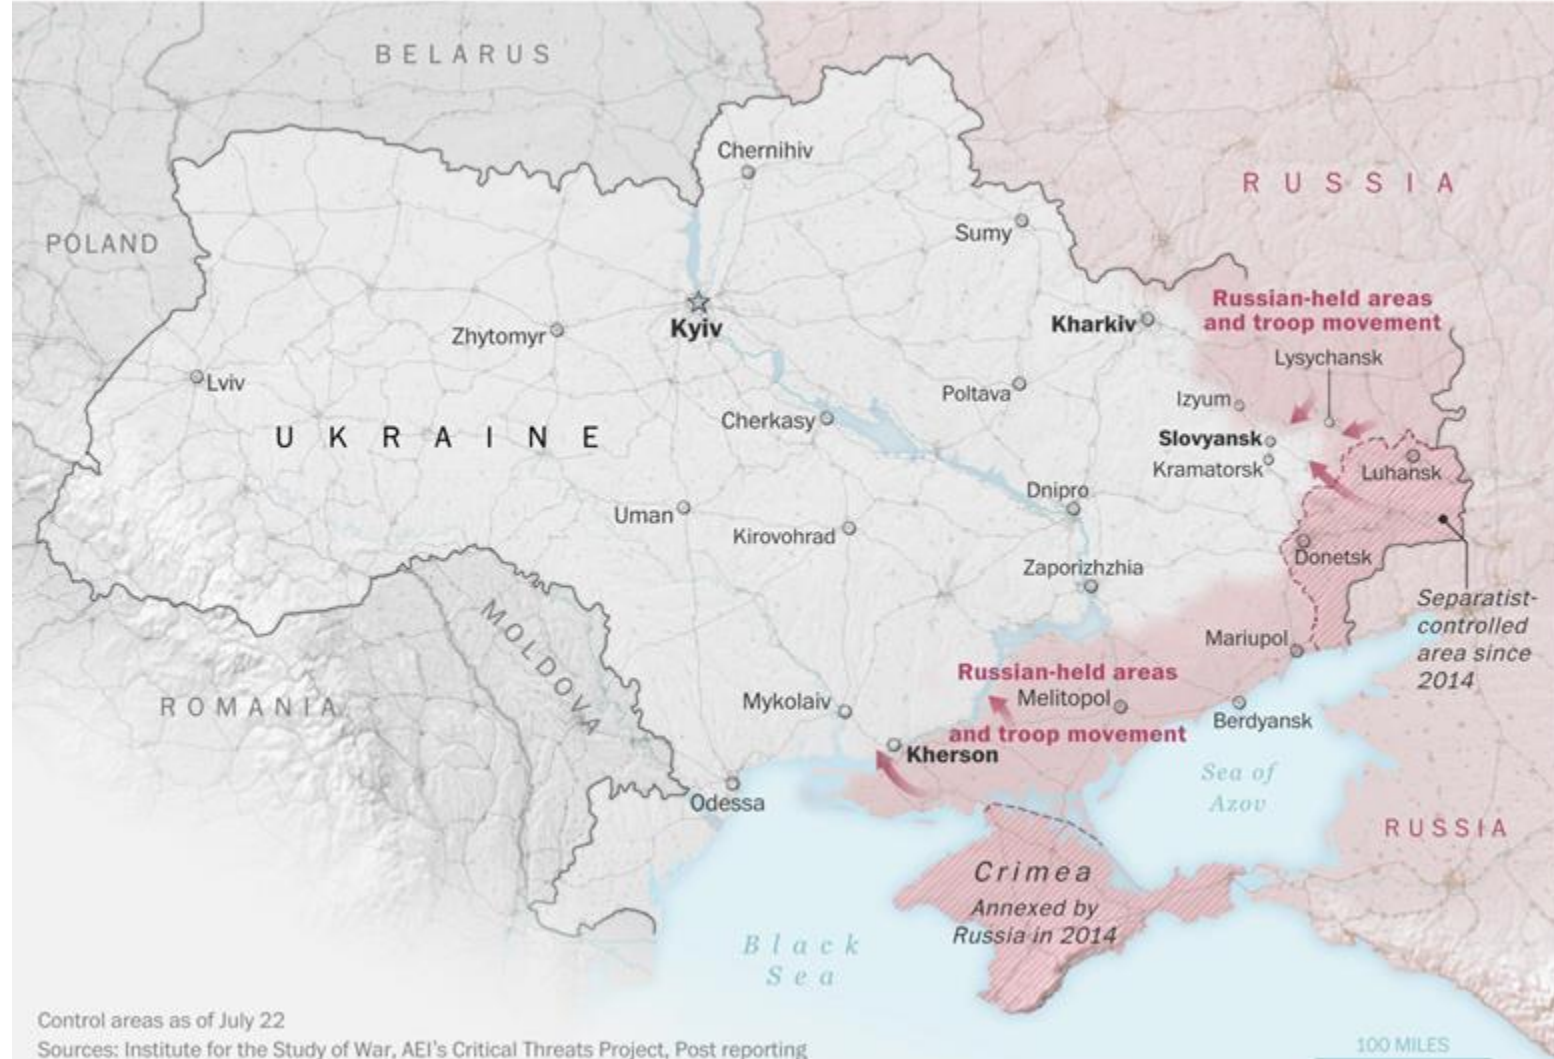 BELARUS
Chernihiv
RUSSIA
Sumy
POLAND
Russian-held areas
and troop movement
Kyiv
Zhytomyr
Kharkiv
Lysychansk
Lviv
Poltava
Izyum
Cherkasy
UKRAINE
Slovyansk
Kramatorsk
Luhansk
Dnipro
Uman
Kirovohrad
Donetsk
Zaporizhzhia
Separatist-
controlled
area since
2014
MOLDOVA
Mariupol
Russian-held areas
Melitopol
and troop movement
ROMANIA
Mykolaiv
Berdyansk
Kherson
Sea of
Azov
Odessa
RUSSIA
Crimea
Annexed by
Russia in 2014
Black
Sea
Control areas as of July 22
Sources: Institute for the Study of War, AEI's Critical Threats Project, Post reporting
100 MILES